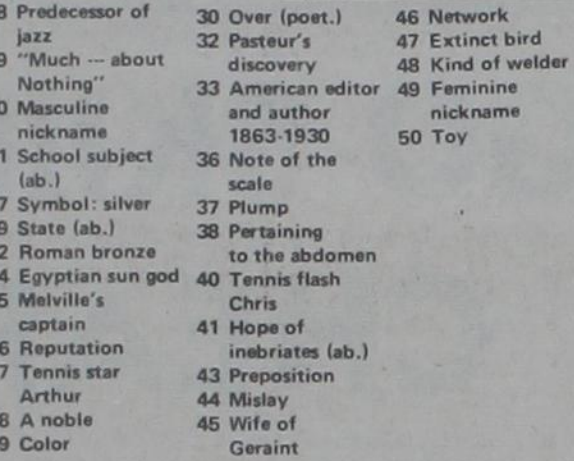 8 Predecessor of
jazz
9 "Much --- about
Nothing"
0 Masculine
nickname
1 School subject
(ab.)
7 Symbol: silver
9 State (ab.)
2 Roman bronze
4 Egyptian sun god
5 Melville's
captain
6 Reputation
7 Tennis star
Arthur
8 A noble
9 Color
30 Over (poet.)
32 Pasteur's
discovery
33 American editor
and author
1863-1930
36 Note of the
scale
37 Plump
38 Pertaining
to the abdomen
40 Tennis flash
Chris
41 Hope of
inebriates (ab.)
43 Preposition
44 Mislay
45 Wife of
Geraint
46 Network
47 Extinct bird
48 Kind of welder
49 Feminine
nickname
50 Toy